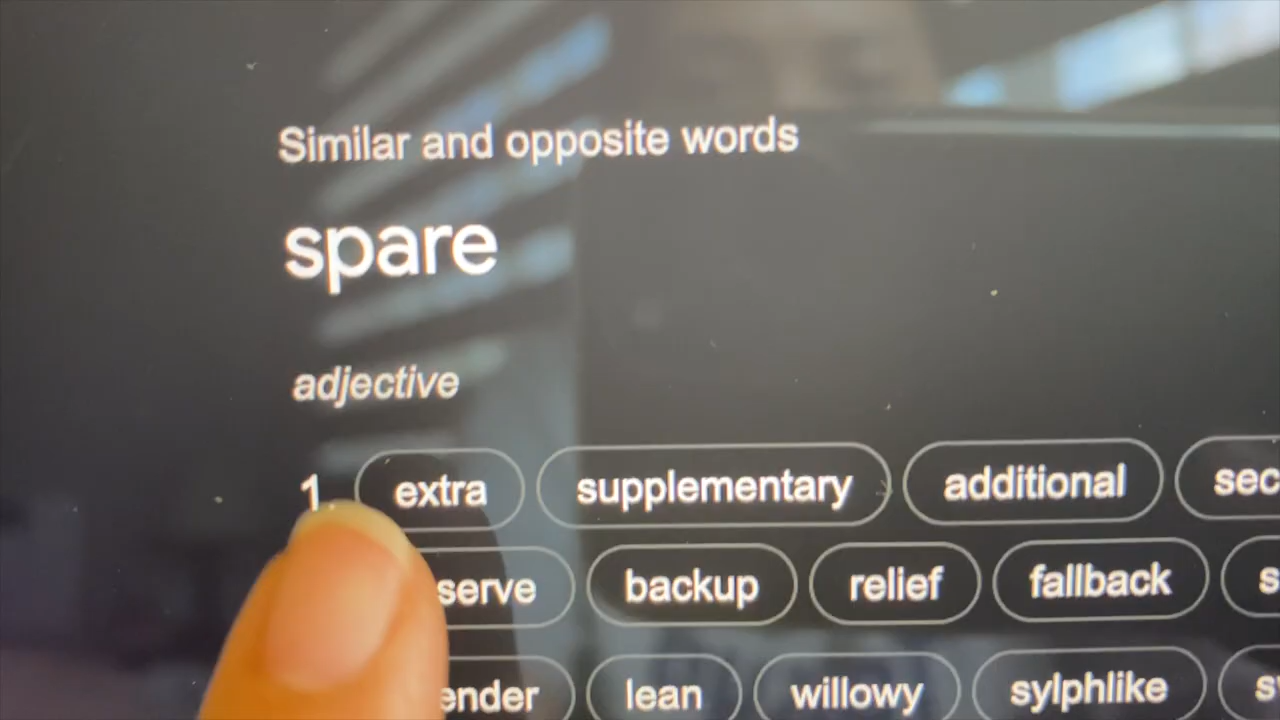 Similar and opposite words
spare
adjective
1 extra supplementary additional
backup relief fallback
lean willowy sylphlike